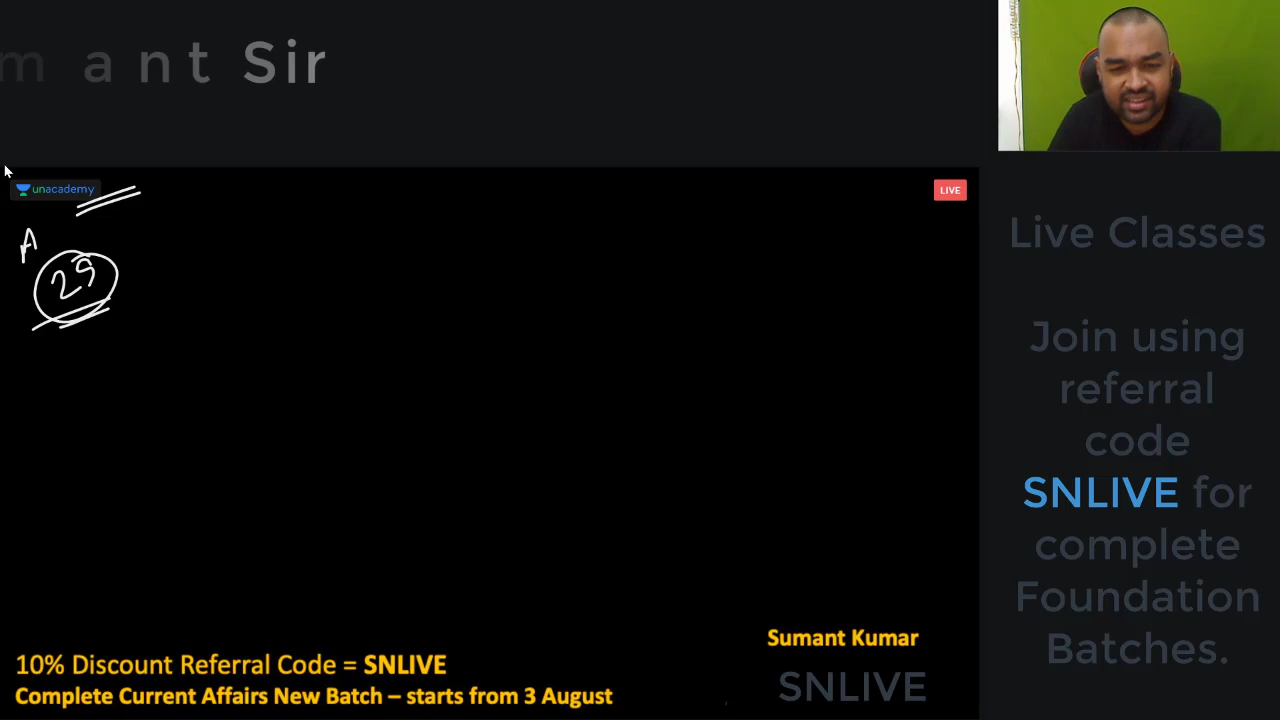 m a n t Sir
unacademy
LIVE
A
29
Live Classes
Join using
referral
code
SNLIVE for
complete
Foundation
Batches.
Sumant Kumar
SNLIVE
10% Discount Referral Code = SNLIVE
Complete Current Affairs New Batch – starts from 3 August